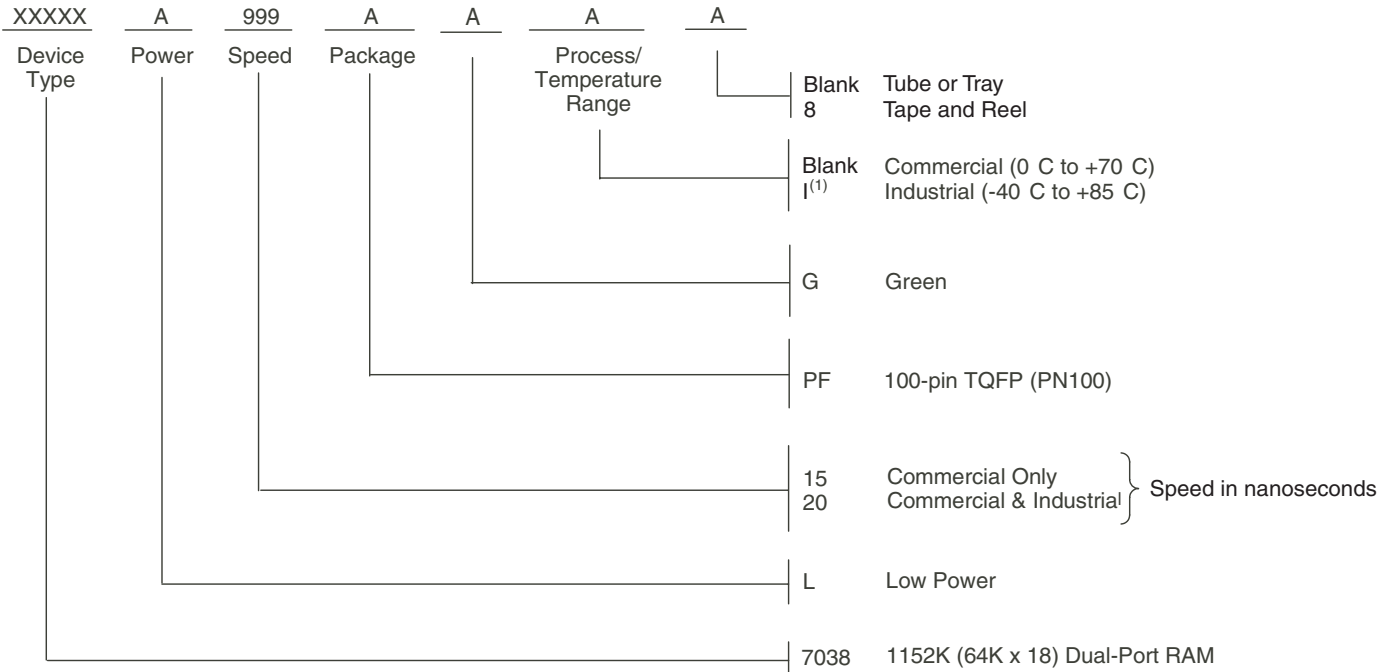 XXXXX A 999 A A A A
Device Type
Power
Speed
Package
Process/
Temperature
Range
Blank Tube or Tray
8 Tape and Reel
Blank Commercial (0 C to +70 C)
I(1) Industrial (-40 C to +85 C)
G Green
PF 100-pin TQFP (PN100)
15 Commercial Only
20 Commercial & Industrial
Speed in nanoseconds
L Low Power
7038 1152K (64K x 18) Dual-Port RAM